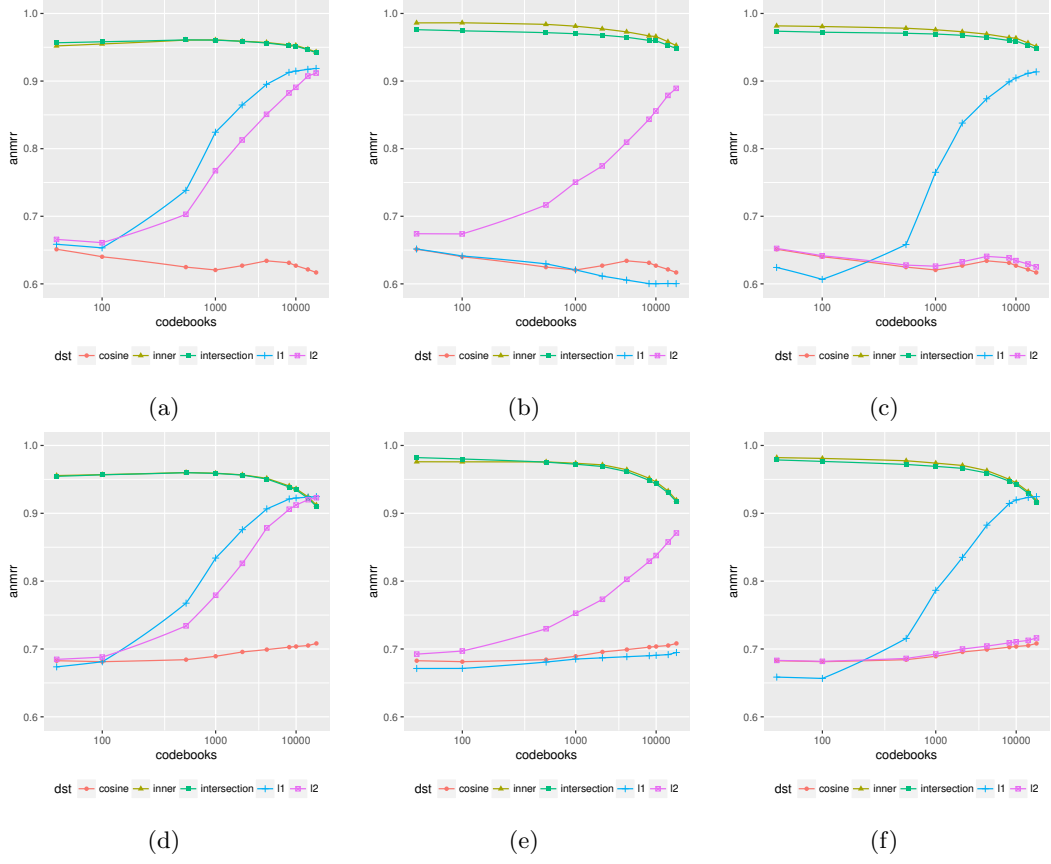 1.0
0.9
0.8
0.7
0.6
anmrr
100 1000 10000
codebooks
dst cosine inner intersection l1 l2
(a)
1.0
0.9
0.8
0.7
0.6
anmrr
100 1000 10000
codebooks
dst cosine inner intersection l1 l2
(b)
1.0
0.9
0.8
0.7
0.6
anmrr
100 1000 10000
codebooks
dst cosine inner intersection l1 l2
(c)
1.0
0.9
0.8
0.7
0.6
anmrr
100 1000 10000
codebooks
dst cosine inner intersection l1 l2
(d)
1.0
0.9
0.8
0.7
0.6
anmrr
100 1000 10000
codebooks
dst cosine inner intersection l1 l2
(e)
1.0
0.9
0.8
0.7
0.6
anmrr
100 1000 10000
codebooks
dst cosine inner intersection l1 l2
(f)